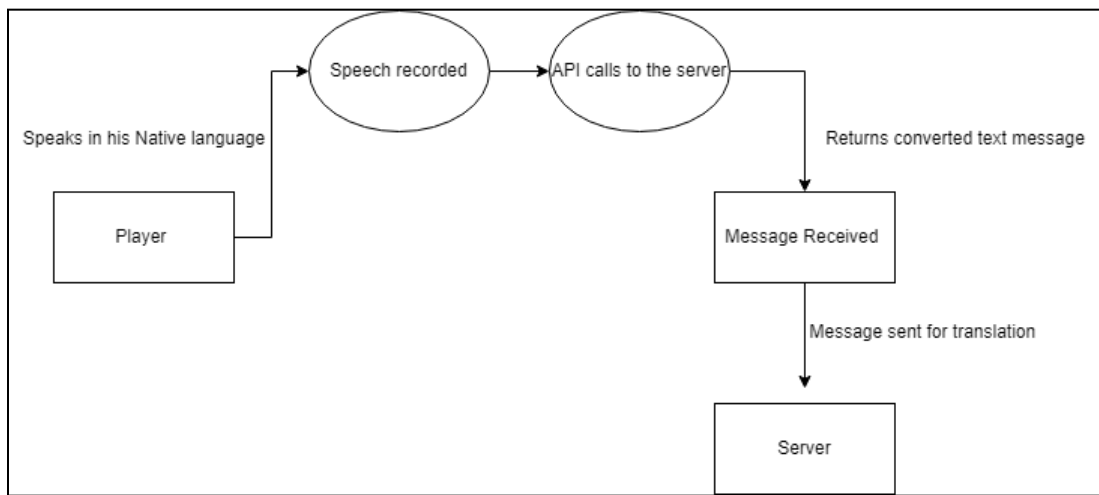 Speech recorded
API calls to the server
Speaks in his Native language
Returns converted text message
Player
Message Received
Message sent for translation
Server